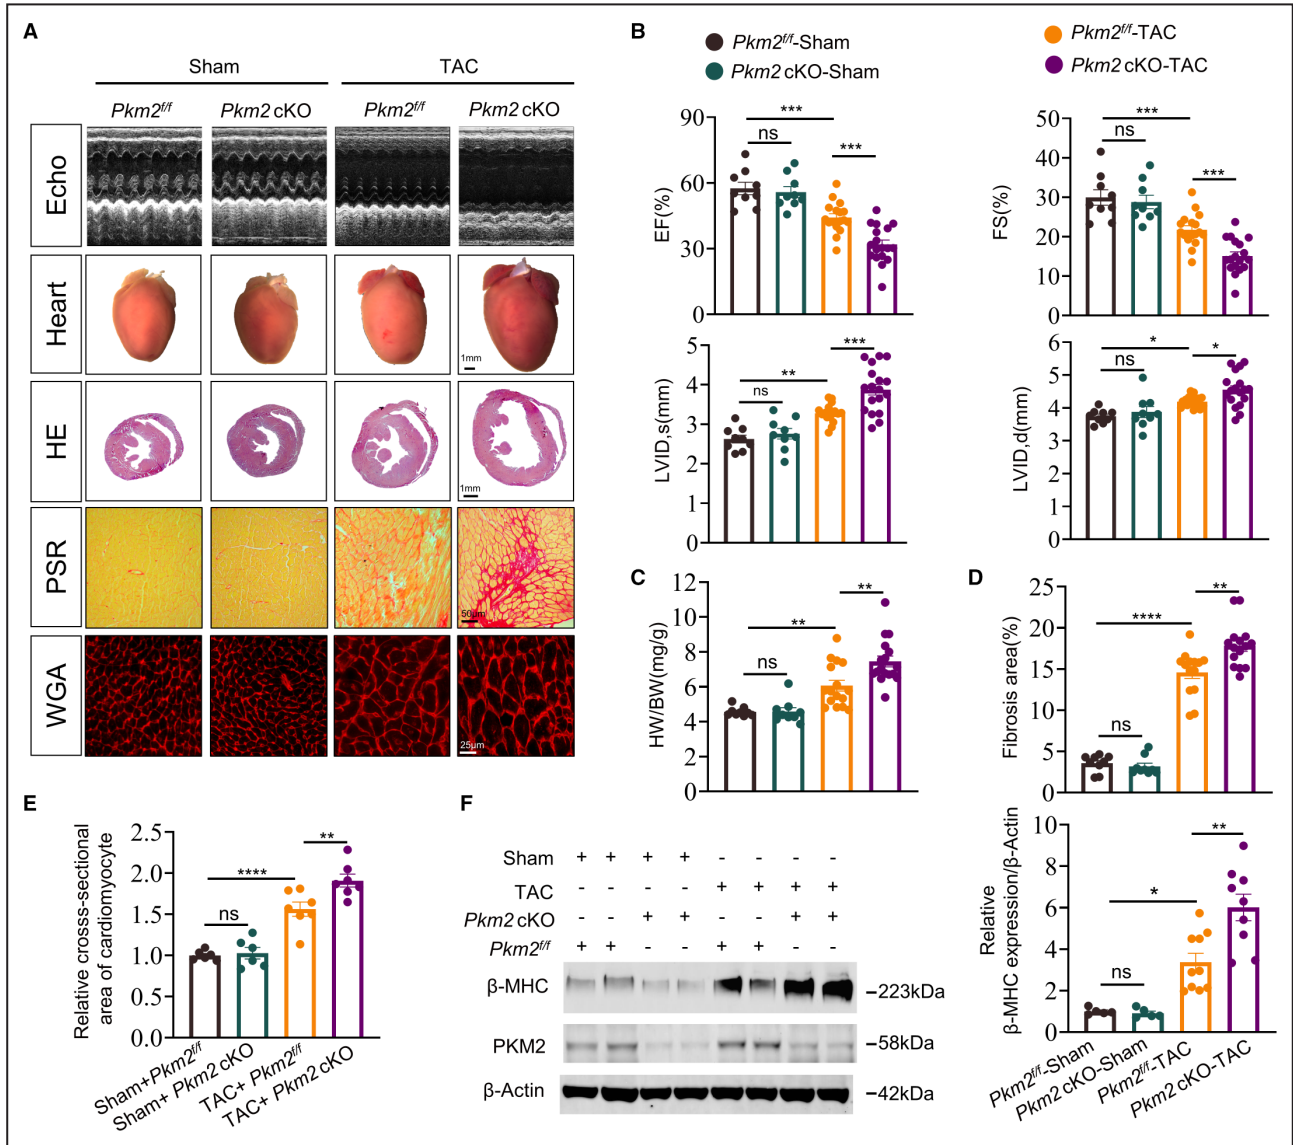 A
Sham
TAC
Pkm2f/f
Pkm2 cKO
Pkm2f/f
Pkm2 cKO
Echo
Heart
1mm
HE
1mm
PSR
50μm
WGA
25μm
B
Pkm2f/f-Sham
Pkm2 cKO-Sham
Pkm2f/f-TAC
Pkm2 cKO-TAC
EF(%)
90
60
30
0
ns
***
***
FS(%)
50
40
30
20
10
0
ns
***
***
LVID,s(mm)
5
4
3
2
1
0
ns
**
***
LVID,d(mm)
6
5
4
3
2
1
0
ns
*
*
C
HW/BW(mg/g)
12
10
8
6
4
2
0
ns
**
**
D
Fibrosis area(%)
25
20
15
10
5
0
ns
****
**
E
Relative crosss-sectional
area of cardiomyocyte
2.5
2.0
1.5
1.0
0.5
0.0
ns
****
**
Sham+Pkm2f/f
Sham+ Pkm2 cKO
TAC+ Pkm2f/f
TAC+ Pkm2 cKO
F
Sham + + + + - - - -
TAC - - - - + + + +
Pkm2 cKO - - + + - - + +
Pkm2f/f + + - - + + - -
β-MHC
–223kDa
PKM2
–58kDa
β-Actin
–42kDa
Relative
β-MHC expression/β-Actin
10
8
6
4
2
0
ns
*
**
Pkm2f/f-Sham
Pkm2 cKO-Sham
Pkm2f/f-TAC
Pkm2 cKO-TAC